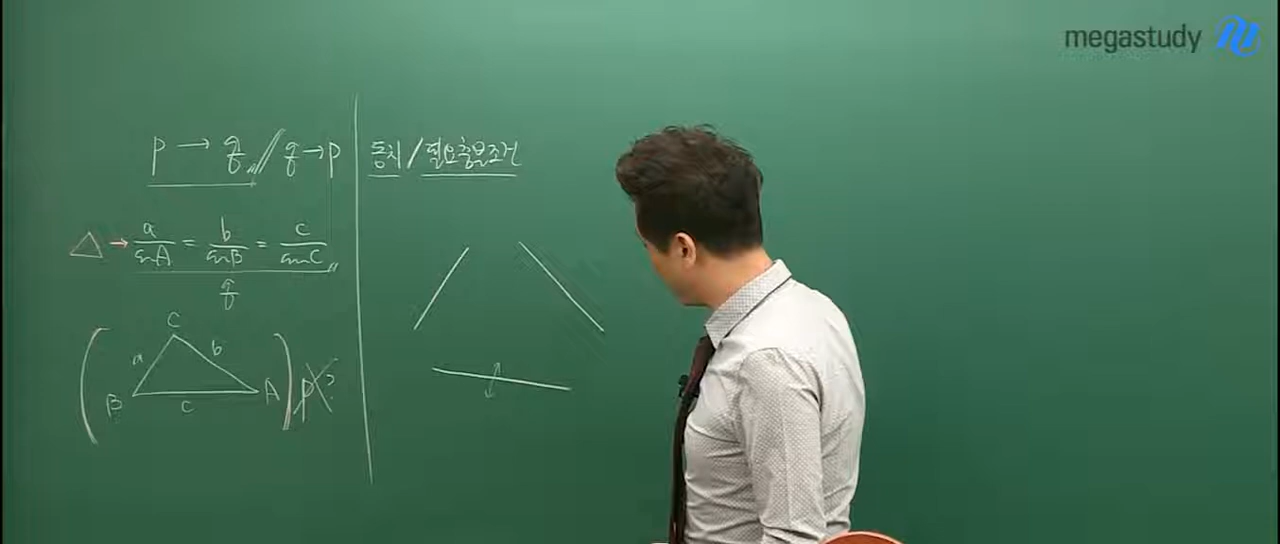 megastudy
p → q // q → p
동치 / 필요충분조건
△ → a/sinA = b/sinB = c/sinC
q
C
a b
B c A
p?